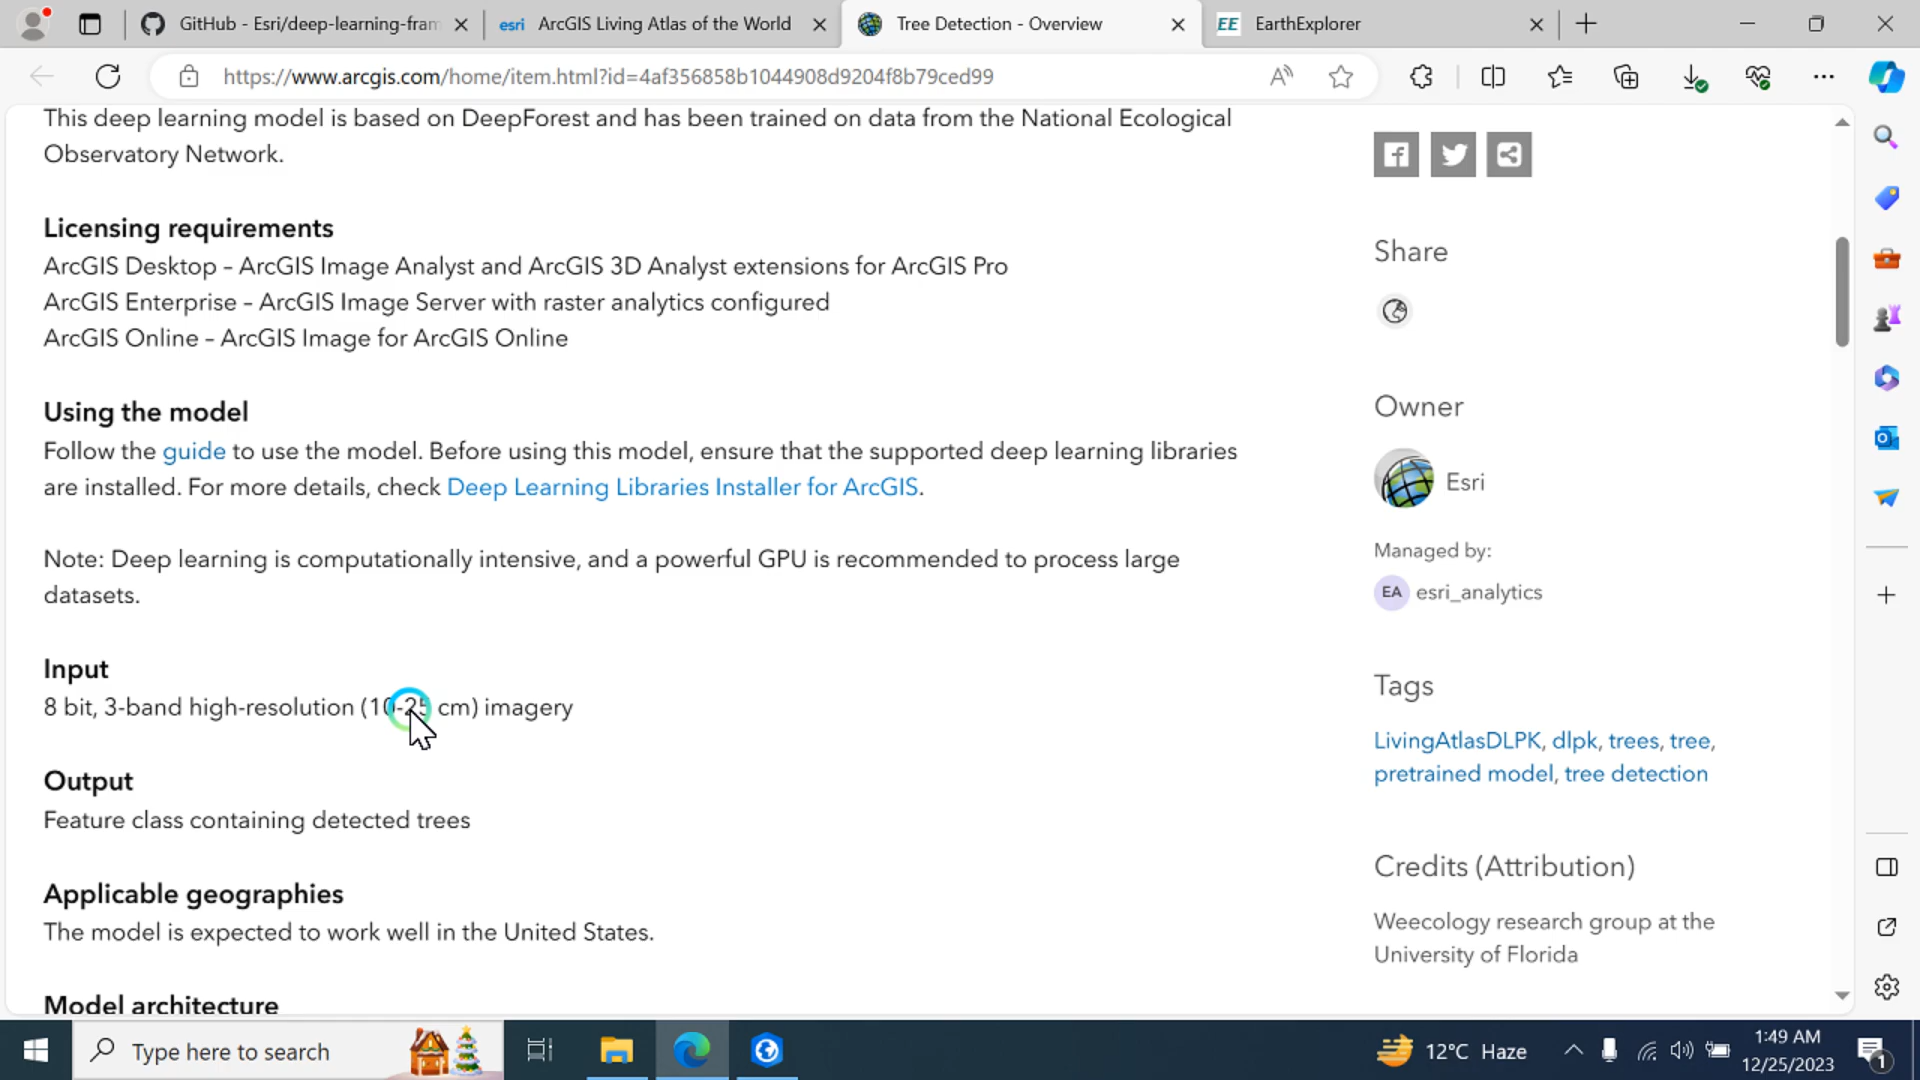 GitHub - Esri/deep-learning-fram
esri ArcGIS Living Atlas of the World
Tree Detection - Overview
EE EarthExplorer
https://www.arcgis.com/home/item.html?id=4af356858b1044908d9204f8b79ced99
This deep learning model is based on DeepForest and has been trained on data from the National Ecological
Observatory Network.
Licensing requirements
ArcGIS Desktop – ArcGIS Image Analyst and ArcGIS 3D Analyst extensions for ArcGIS Pro
ArcGIS Enterprise – ArcGIS Image Server with raster analytics configured
ArcGIS Online – ArcGIS Image for ArcGIS Online
Using the model
Follow the guide to use the model. Before using this model, ensure that the supported deep learning libraries
are installed. For more details, check Deep Learning Libraries Installer for ArcGIS.
Note: Deep learning is computationally intensive, and a powerful GPU is recommended to process large
datasets.
Input
8 bit, 3-band high-resolution (10-25 cm) imagery
Output
Feature class containing detected trees
Applicable geographies
The model is expected to work well in the United States.
Model architecture
Share
Owner
Esri
Managed by:
EA esri_analytics
Tags
LivingAtlasDLPK, dlpk, trees, tree,
pretrained model, tree detection
Credits (Attribution)
Weecology research group at the
University of Florida
Type here to search
12°C Haze
1:49 AM
12/25/2023
1